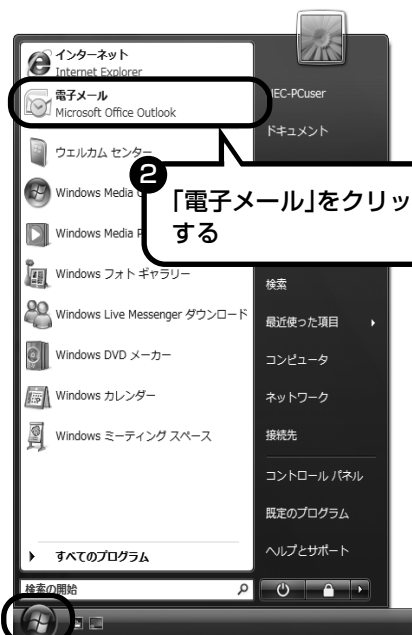 インターネット
Internet Explorer
電子メール
Microsoft Office Outlook
ウェルカム センター
Windows Media
Windows Media
Windows フォト ギャラリー
Windows Live Messenger ダウンロード
Windows DVD メーカー
Windows カレンダー
Windows ミーティング スペース
すべてのプログラム
検索の開始
NEC-PCuser
ドキュメント
2
「電子メール」をクリッ
する
検索
最近使った項目
コンピュータ
ネットワーク
接続先
コントロール パネル
既定のプログラム
ヘルプとサポート